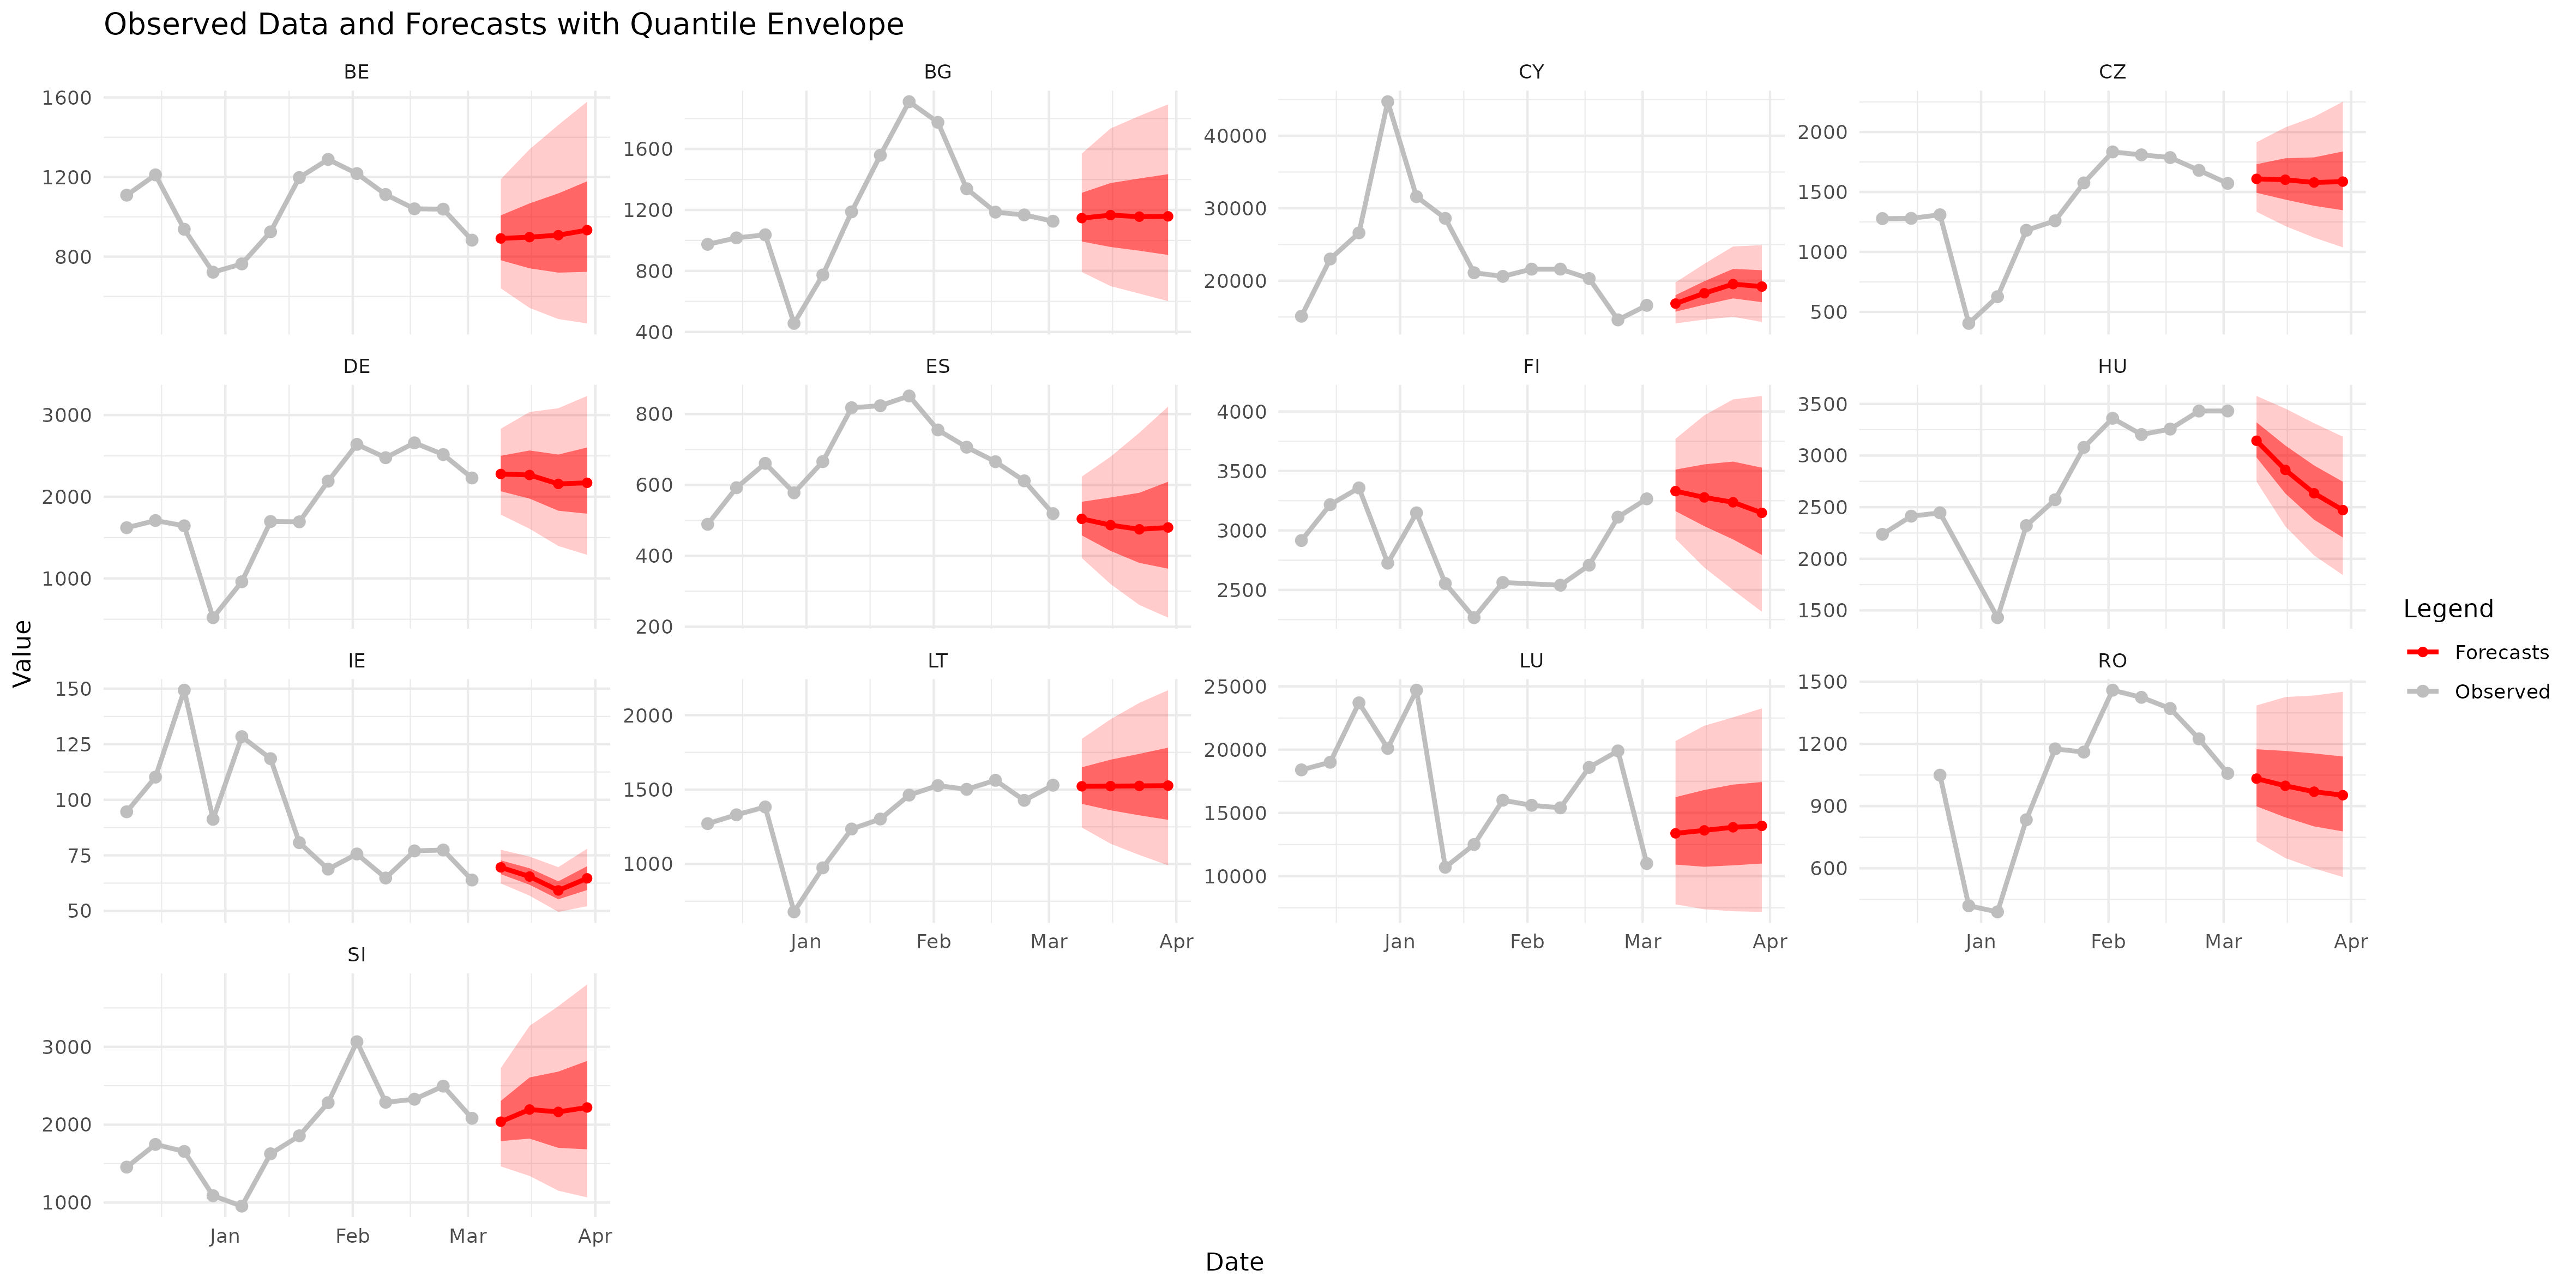 Observed Data and Forecasts with Quantile Envelope
BE
BG
CY
CZ
1600
1200
800
1600
1200
800
400
40000
30000
20000
2000
1500
1000
500
DE
ES
FI
HU
3000
2000
1000
800
600
400
200
4000
3500
3000
2500
3500
3000
2500
2000
1500
Value
Legend
Forecasts
Observed
IE
LT
LU
RO
150
125
100
75
50
2000
1500
1000
25000
20000
15000
10000
1500
1200
900
600
Jan Feb Mar Apr
Jan Feb Mar Apr
Jan Feb Mar Apr
SI
3000
2000
1000
Jan Feb Mar Apr
Date